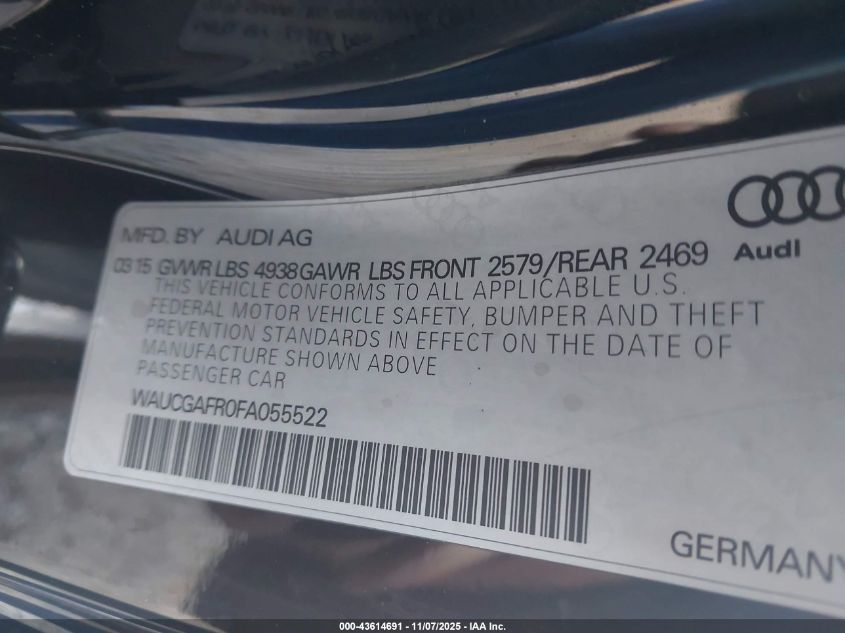 MFD. BY AUDI AG
03 15 GVWR LBS 4938 GAWR LBS FRONT 2579/REAR 2469
Audi
THIS VEHICLE CONFORMS TO ALL APPLICABLE U.S.
FEDERAL MOTOR VEHICLE SAFETY, BUMPER AND THEFT
PREVENTION STANDARDS IN EFFECT ON THE DATE OF
MANUFACTURE SHOWN ABOVE
PASSENGER CAR
WAUCGAFR0FA055522
GERMANY
000-43614691 - 11/07/2025 - IAA Inc.